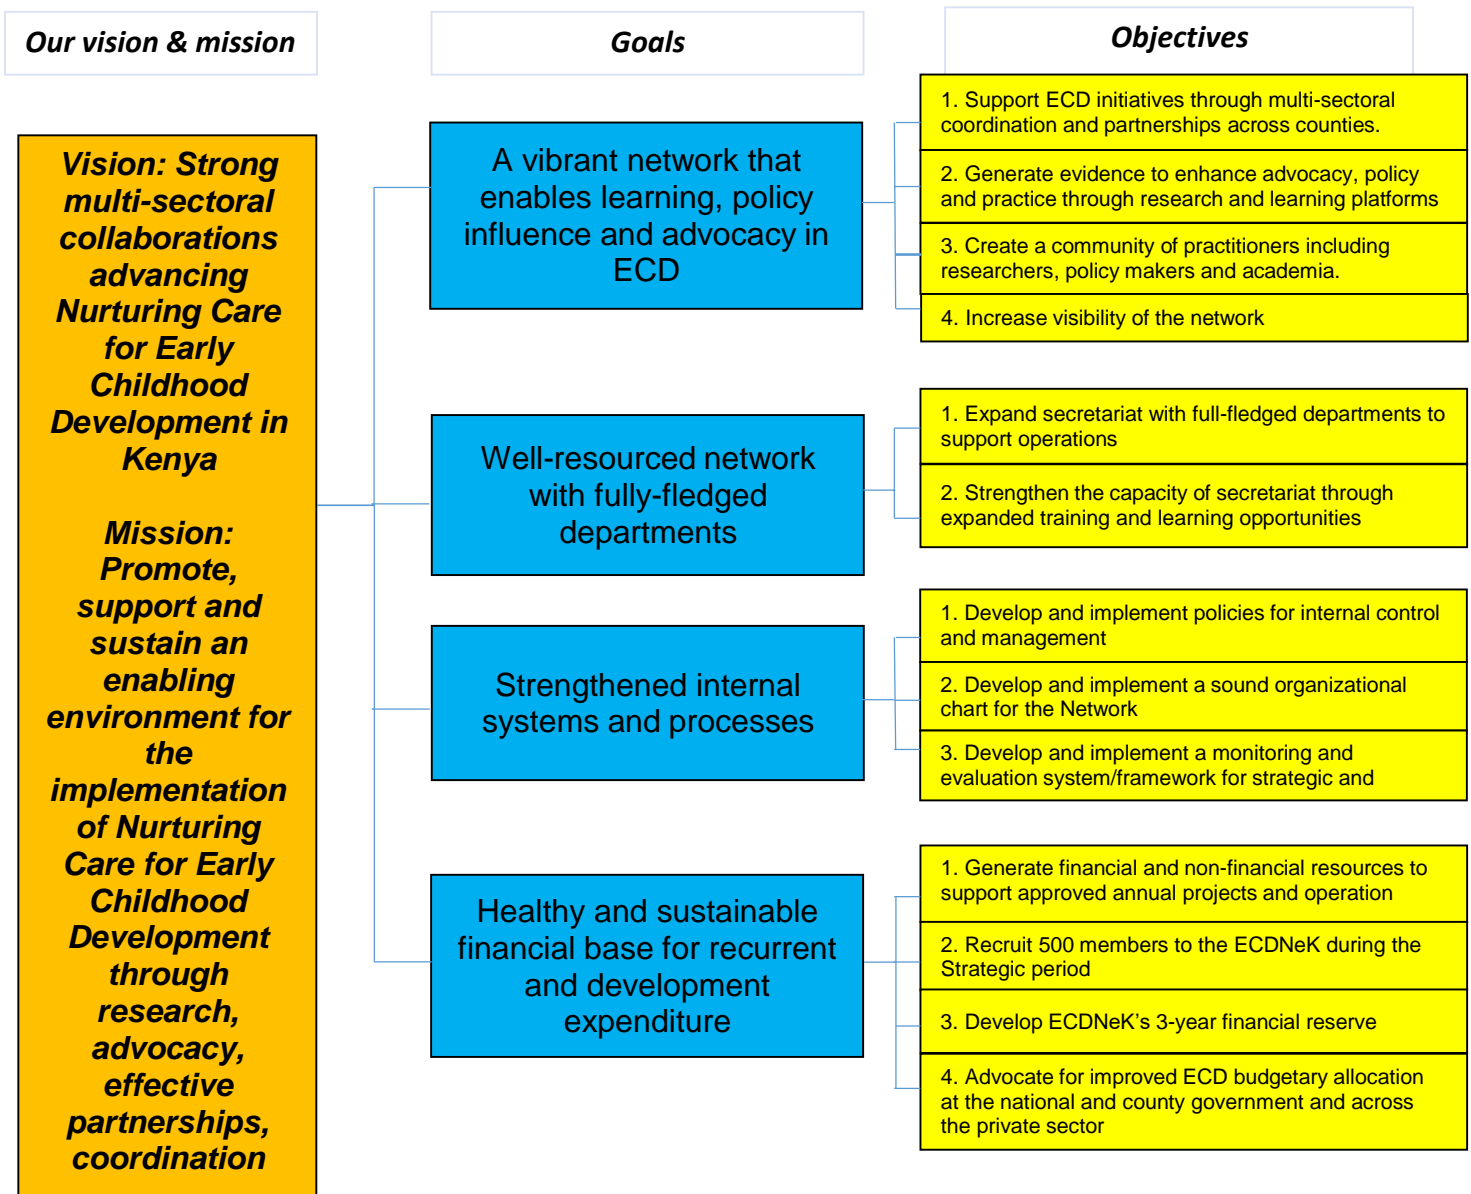 Our vision & mission
Goals
Objectives
Vision: Strong
multi-sectoral
collaborations
advancing
Nurturing Care
for Early
Childhood
Development in
Kenya
Mission:
Promote,
support and
sustain an
enabling
environment for
the
implementation
of Nurturing
Care for Early
Childhood
Development
through
research,
advocacy,
effective
partnerships,
coordination
A vibrant network that
enables learning, policy
influence and advocacy in
ECD
1. Support ECD initiatives through multi-sectoral
coordination and partnerships across counties.
2. Generate evidence to enhance advocacy, policy
and practice through research and learning platforms
3. Create a community of practitioners including
researchers, policy makers and academia.
4. Increase visibility of the network
Well-resourced network
with fully-fledged
departments
1. Expand secretariat with full-fledged departments to
support operations
2. Strengthen the capacity of secretariat through
expanded training and learning opportunities
Strengthened internal
systems and processes
1. Develop and implement policies for internal control
and management
2. Develop and implement a sound organizational
chart for the Network
3. Develop and implement a monitoring and
evaluation system/framework for strategic and
Healthy and sustainable
financial base for recurrent
and development
expenditure
1. Generate financial and non-financial resources to
support approved annual projects and operation
2. Recruit 500 members to the ECDNeK during the
Strategic period
3. Develop ECDNeK’s 3-year financial reserve
4. Advocate for improved ECD budgetary allocation
at the national and county government and across
the private sector